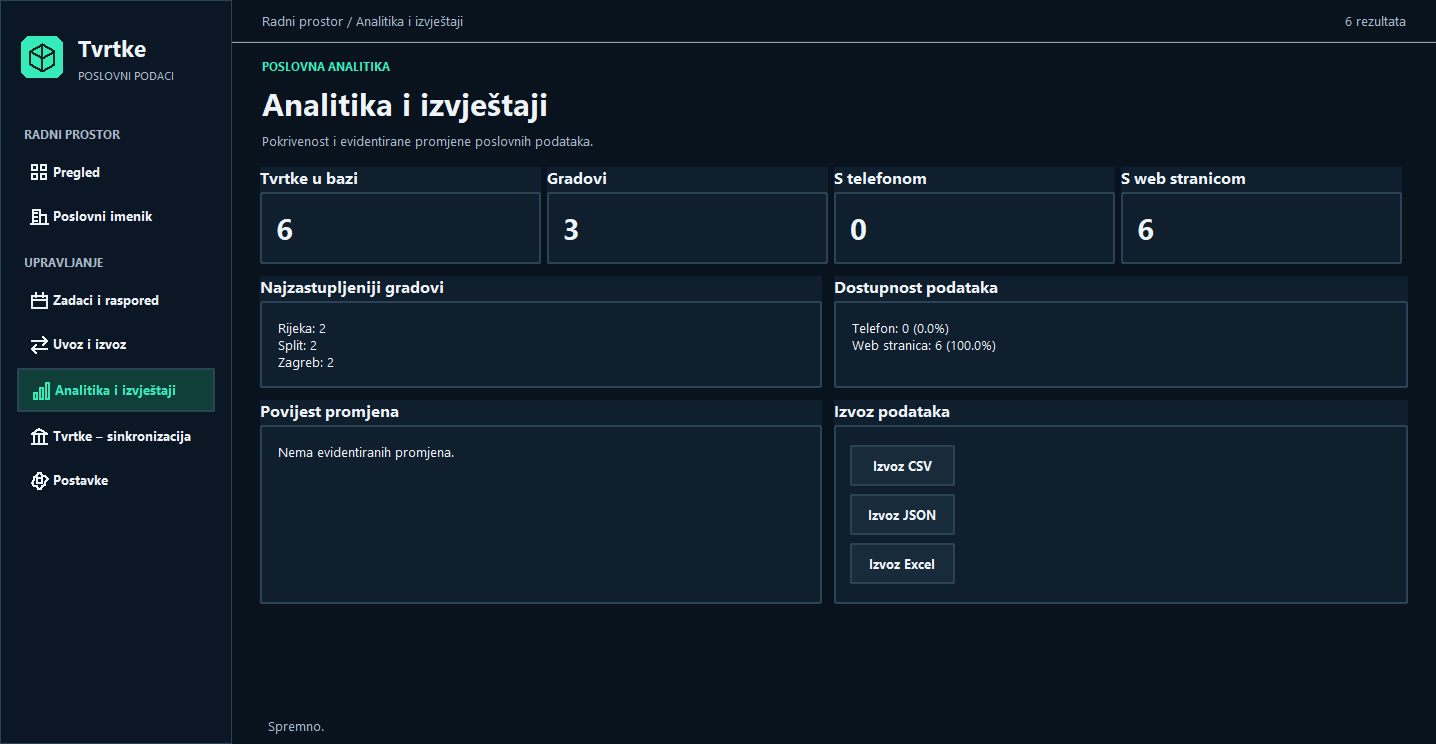 Tvrtke
POSLOVNI PODACI
RADNI PROSTOR
Pregled
Poslovni imenik
UPRAVLJANJE
Zadaci i raspored
Uvoz i izvoz
Analitika i izvještaji
Tvrtke – sinkronizacija
Postavke
Radni prostor / Analitika i izvještaji
6 rezultata
POSLOVNA ANALITIKA
Analitika i izvještaji
Pokrivenost i evidentirane promjene poslovnih podataka.
Tvrtke u bazi
6
Gradovi
3
S telefonom
0
S web stranicom
6
Najzastupljeniji gradovi
Rijeka: 2
Split: 2
Zagreb: 2
Dostupnost podataka
Telefon: 0 (0.0%)
Web stranica: 6 (100.0%)
Povijest promjena
Nema evidentiranih promjena.
Izvoz podataka
Izvoz CSV
Izvoz JSON
Izvoz Excel
Spremno.